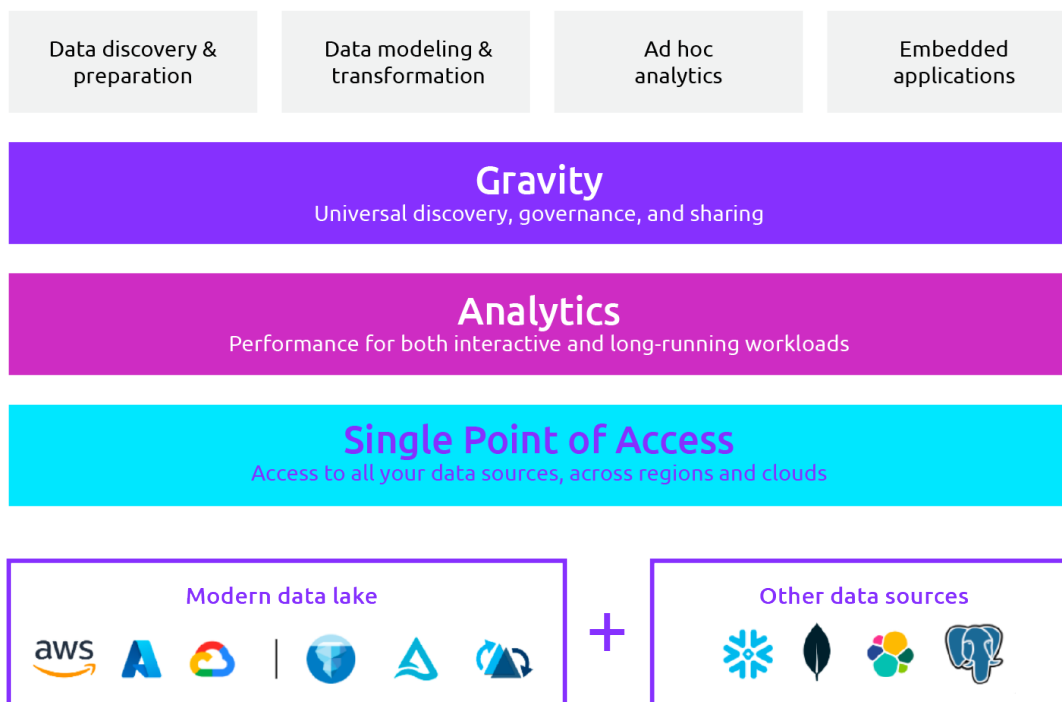 Data discovery &
preparation
Data modeling &
transformation
Ad hoc
analytics
Embedded
applications
Gravity
Universal discovery, governance, and sharing
Analytics
Performance for both interactive and long-running workloads
Single Point of Access
Access to all your data sources, across regions and clouds
Modern data lake
aws
+
Other data sources